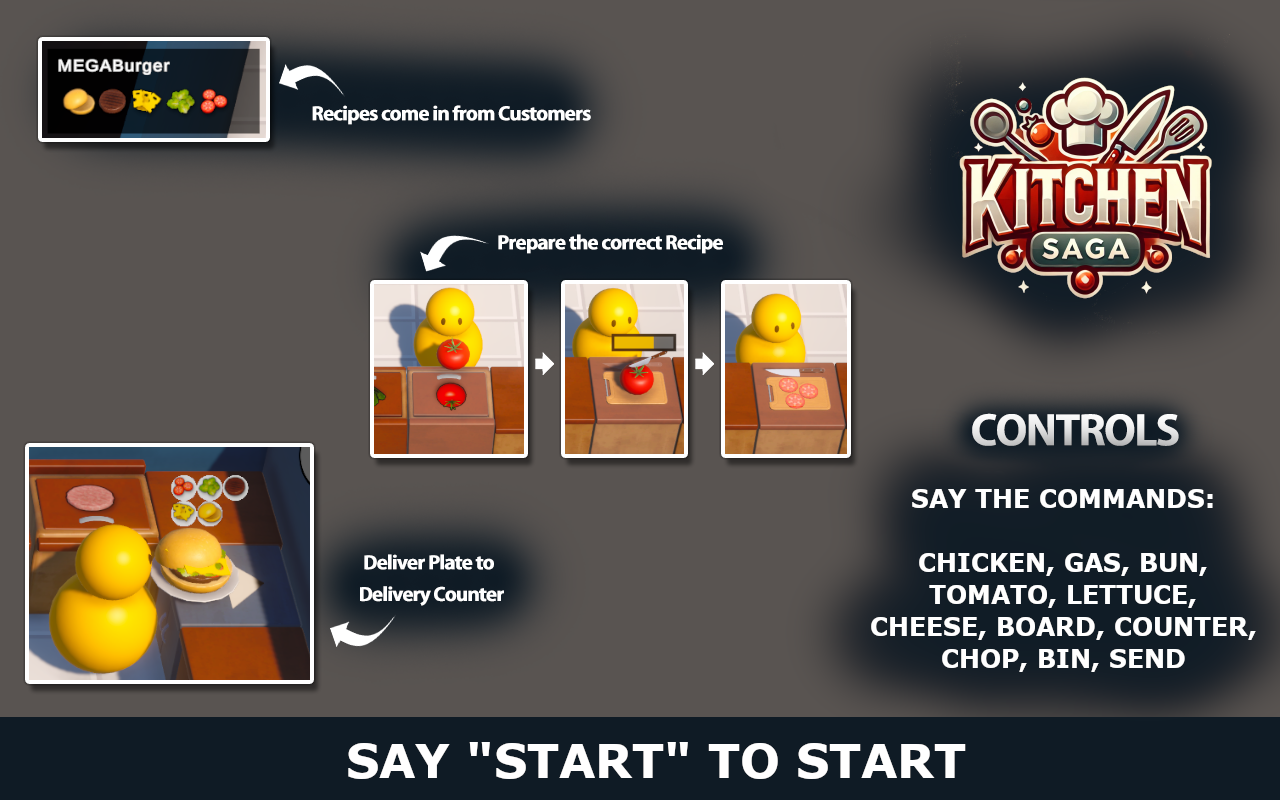 MEGABurger
Recipes come in from Customers
KITCHEN
SAGA
Prepare the correct Recipe
CONTROLS
SAY THE COMMANDS:
CHICKEN, GAS, BUN,
TOMATO, LETTUCE,
CHEESE, BOARD, COUNTER,
CHOP, BIN, SEND
Deliver Plate to
Delivery Counter
SAY "START" TO START